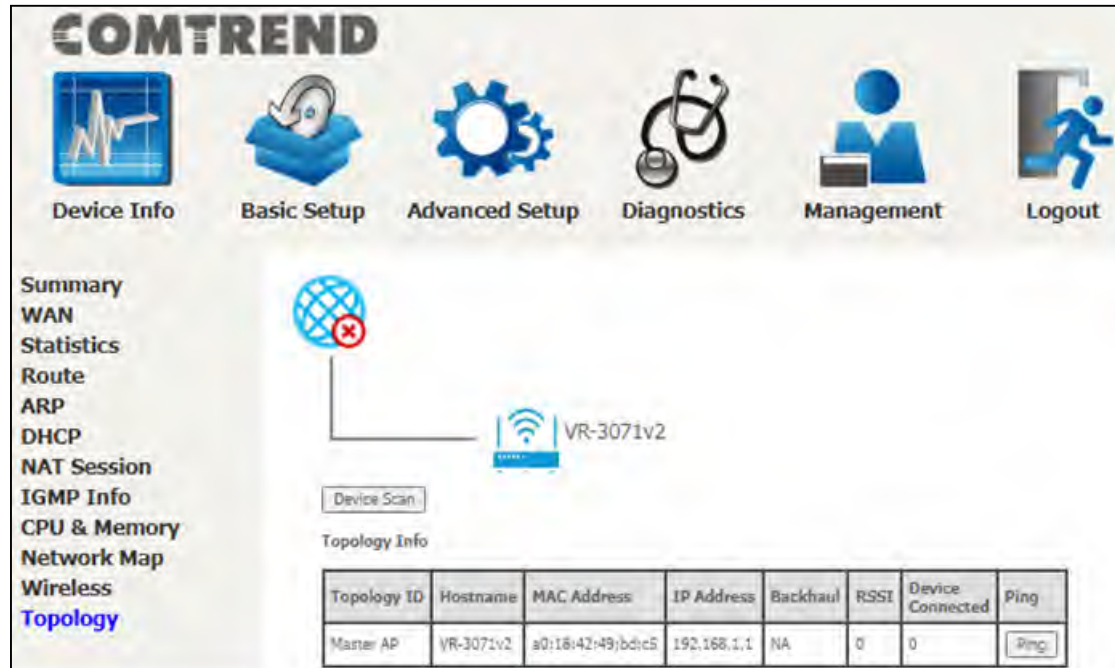 COMTREND
Device Info Basic Setup Advanced Setup Diagnostics Management Logout
Summary
WAN
Statistics
Route
ARP
DHCP
NAT Session
IGMP Info
CPU & Memory
Network Map
Wireless
Topology
VR-3071v2
Device Scan
Topology Info
Topology ID Hostname MAC Address IP Address Backhaul RSSI Device Connected Ping
Master AP VR-3071v2 a0:18:42:49:bd:c5 192.168.1.1 NA 0 0 Ping